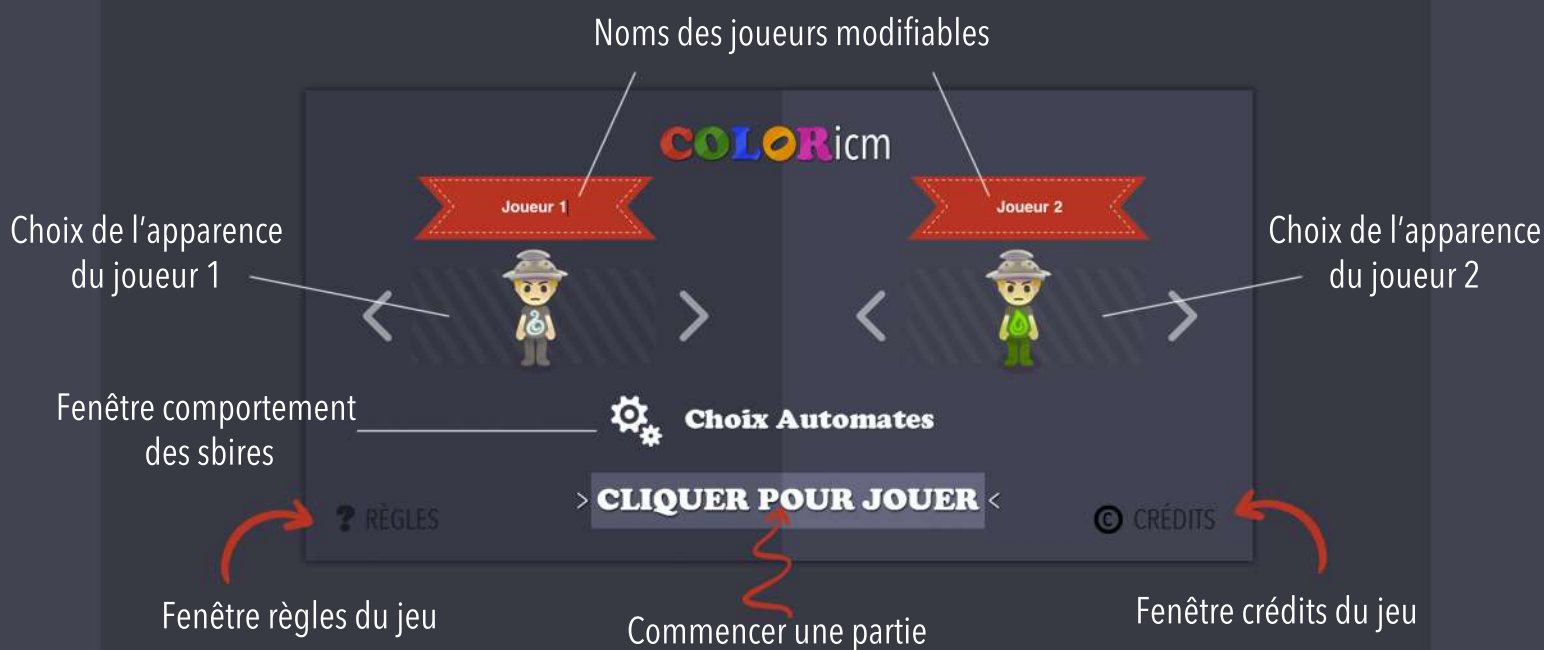 Noms des joueurs modifiables
COLORicm
Joueur 1
Joueur 2
Choix de l'apparence
du joueur 1
Choix de l'apparence
du joueur 2
Fenêtre comportement
des sbires
Choix Automates
> CLIQUER POUR JOUER <
? RÈGLES
© CRÉDITS
Fenêtre règles du jeu
Commencer une partie
Fenêtre crédits du jeu